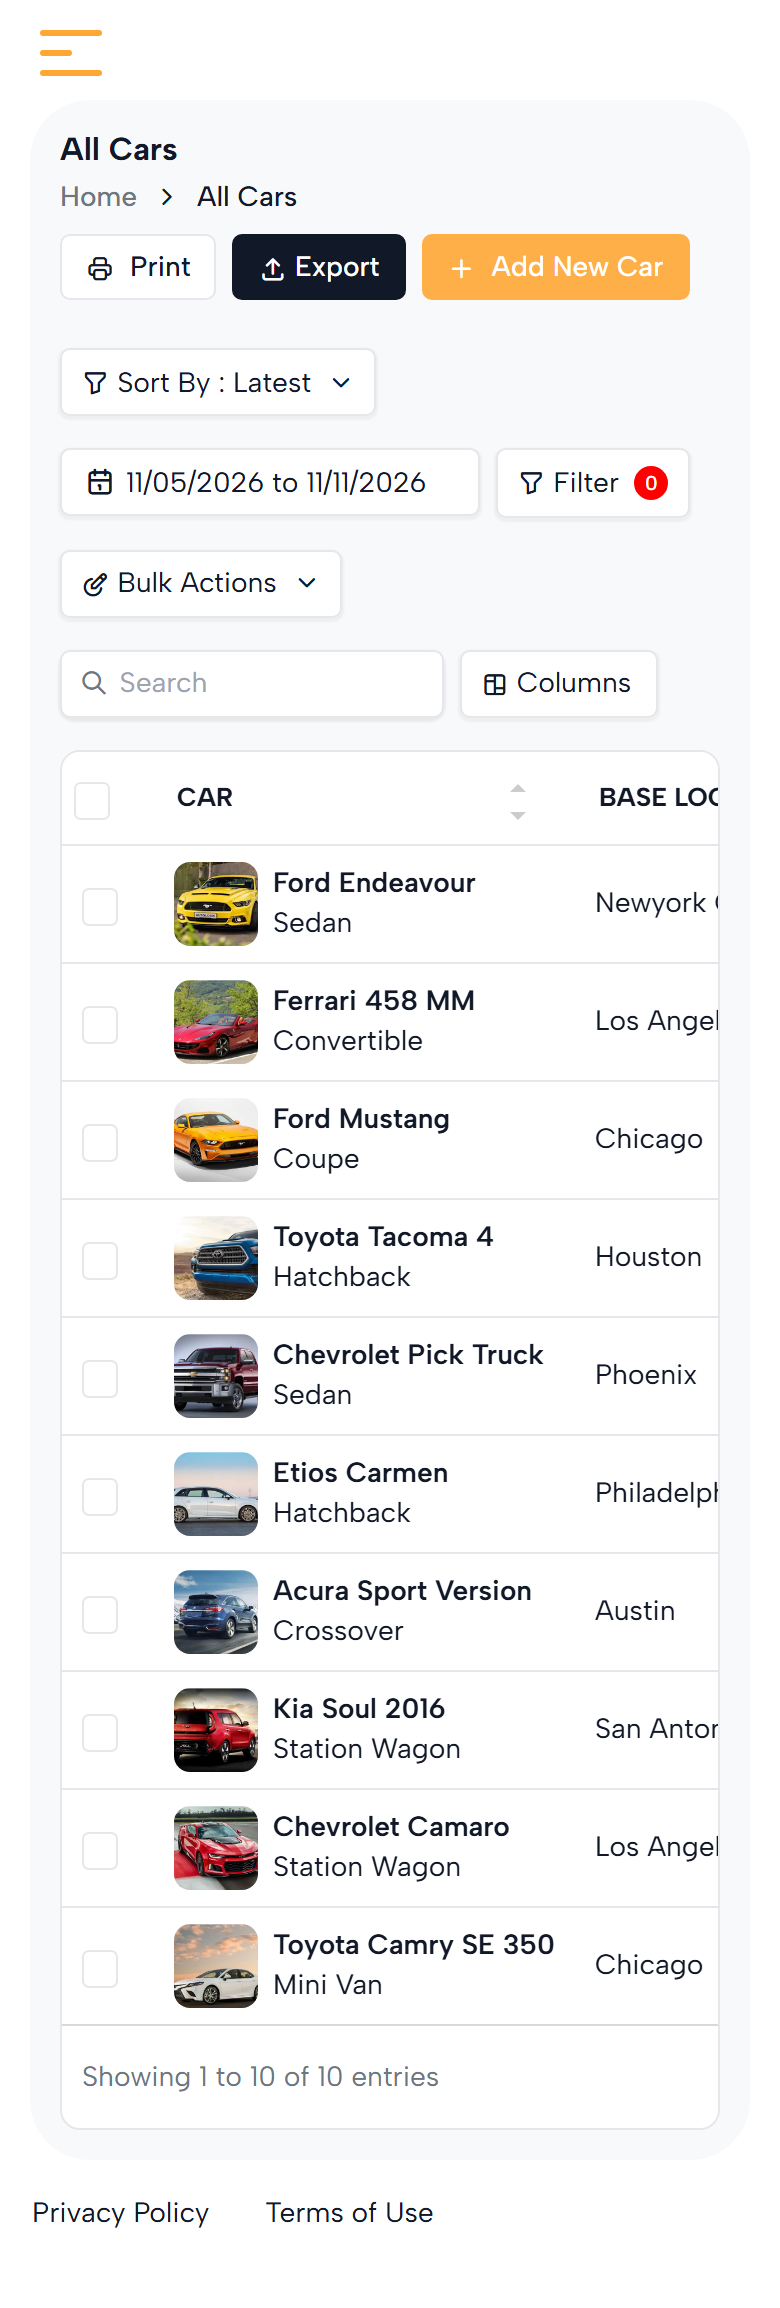 All Cars
Home > All Cars
Print Export + Add New Car
Sort By : Latest
11/05/2026 to 11/11/2026 Filter 0
Bulk Actions
Search Columns
CAR BASE LOC
Ford Endeavour
Sedan
Newyork
Ferrari 458 MM
Convertible
Los Angel
Ford Mustang
Coupe
Chicago
Toyota Tacoma 4
Hatchback
Houston
Chevrolet Pick Truck
Sedan
Phoenix
Etios Carmen
Hatchback
Philadelph
Acura Sport Version
Crossover
Austin
Kia Soul 2016
Station Wagon
San Anton
Chevrolet Camaro
Station Wagon
Los Angel
Toyota Camry SE 350
Mini Van
Chicago
Showing 1 to 10 of 10 entries
Privacy Policy Terms of Use